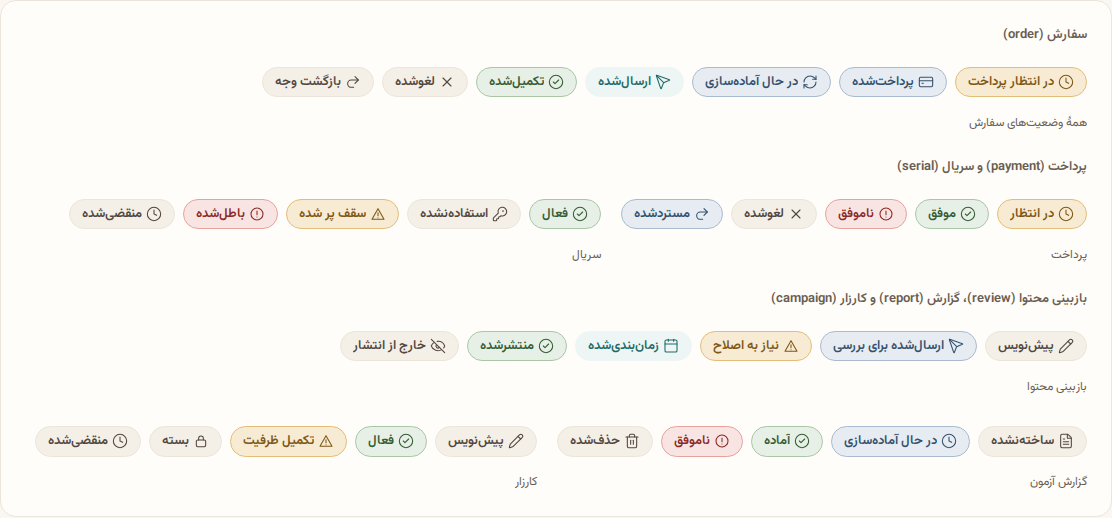 سفارش (order)
در انتظار پرداخت پرداخت‌شده در حال آماده‌سازی ارسال‌شده تکمیل‌شده لغوشده بازگشت وجه
همهٔ وضعیت‌های سفارش
پرداخت (payment) و سریال (serial)
در انتظار موفق ناموفق لغوشده مستردشده فعال استفاده‌نشده سقف پر شده باطل‌شده منقضی‌شده
پرداخت سریال
بازبینی محتوا (review)، گزارش (report) و کارزار (campaign)
پیش‌نویس ارسال‌شده برای بررسی نیاز به اصلاح زمان‌بندی‌شده منتشرشده خارج از انتشار
بازبینی محتوا
ساخته‌نشده در حال آماده‌سازی آماده ناموفق حذف‌شده پیش‌نویس فعال تکمیل ظرفیت بسته منقضی‌شده
گزارش آزمون کارزار